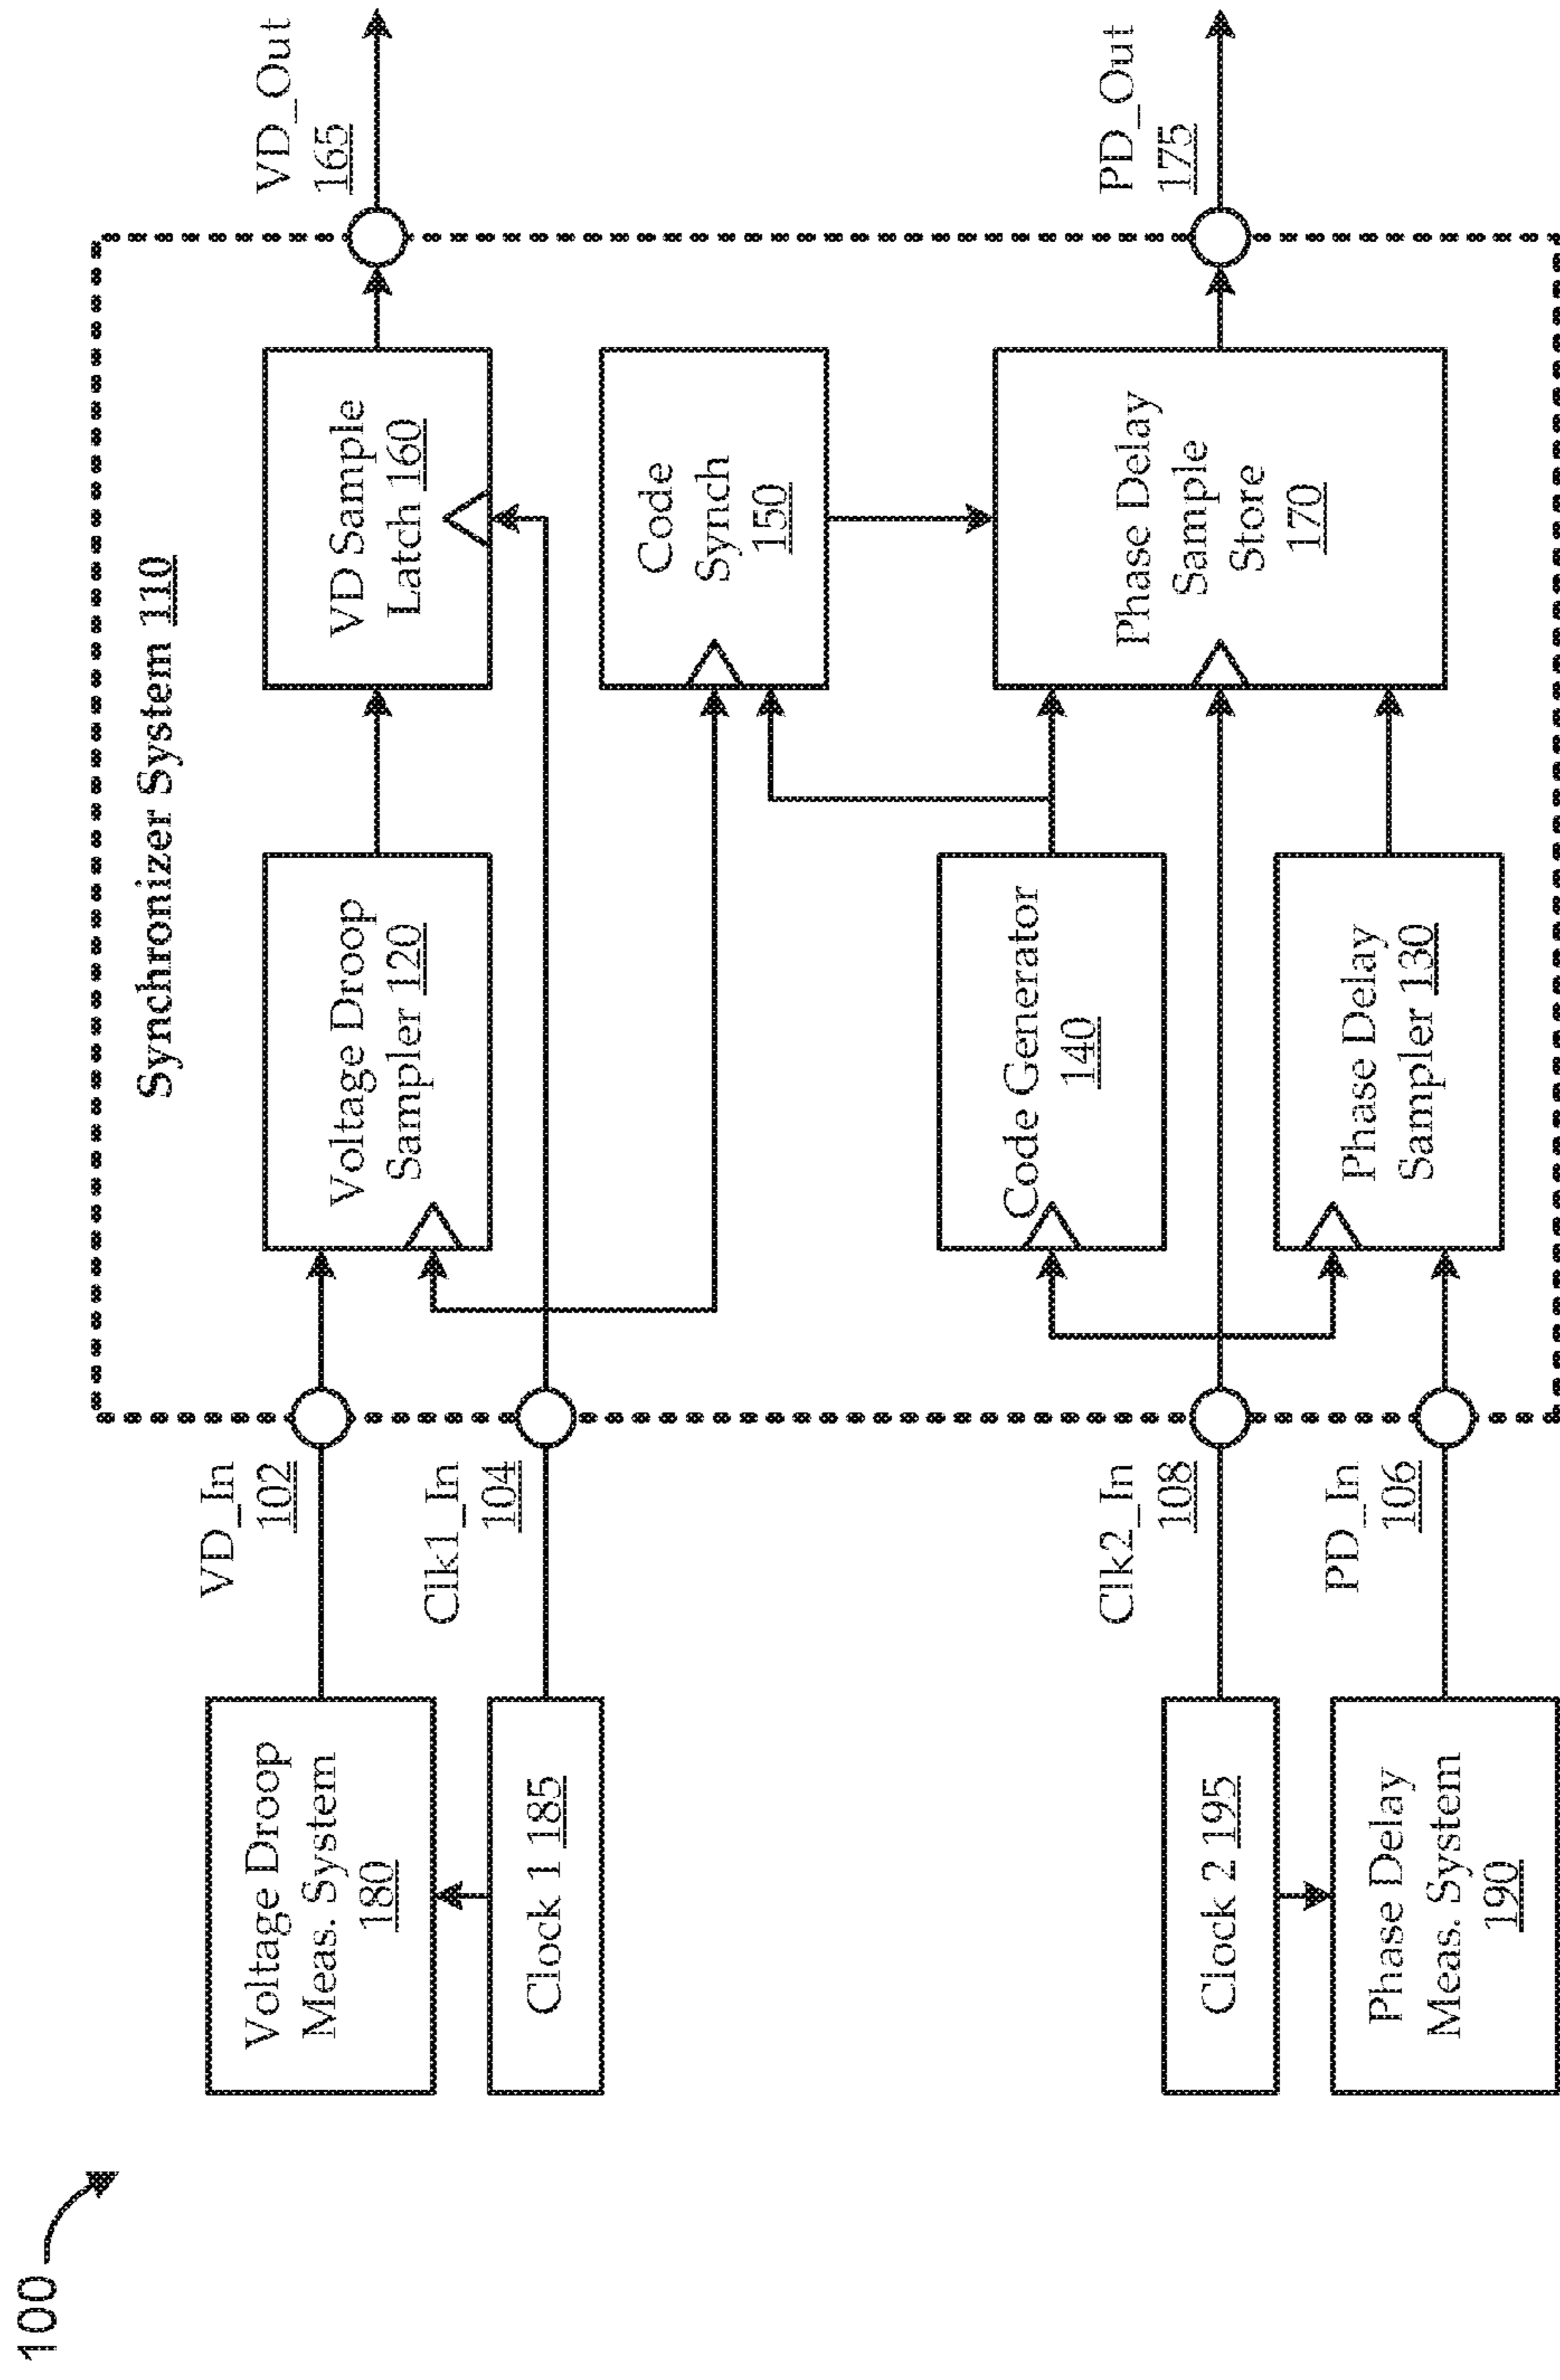 100
Synchronizer System 110
Voltage Droop
Meas. System
180
Clock 1 185
VD_In
102
Clk1_In
104
Voltage Droop
Sampler 120
VD Sample
Latch 160
VD_Out
165
Code
Synch
150
Clock 2 195
Phase Delay
Meas. System
190
Clk2_In
108
PD_In
106
Code Generator
140
Phase Delay
Sampler 130
Phase Delay
Sample
Store
170
PD_Out
175